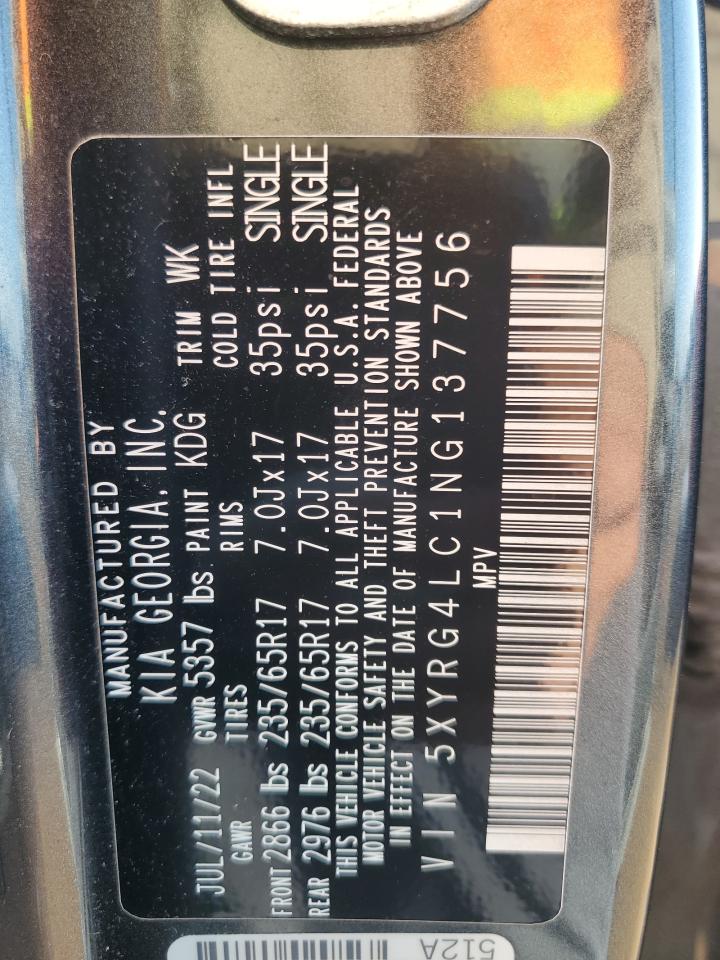 MANUFACTURED BY
KIA GEORGIA, INC.
JUL/11/22 GVWR 5357 lbs. PAINT KDG TRIM WK
GAWR TIRES RIMS COLD TIRE INFL
FRONT 2866 lbs 235/65R17 7.0Jx17 35psi SINGLE
REAR 2976 lbs 235/65R17 7.0Jx17 35psi SINGLE
THIS VEHICLE CONFORMS TO ALL APPLICABLE U.S.A. FEDERAL
MOTOR VEHICLE SAFETY AND THEFT PREVENTION STANDARDS
IN EFFECT ON THE DATE OF MANUFACTURE SHOWN ABOVE
VIN 5XYRG4LC1NG137756
MPV
512A